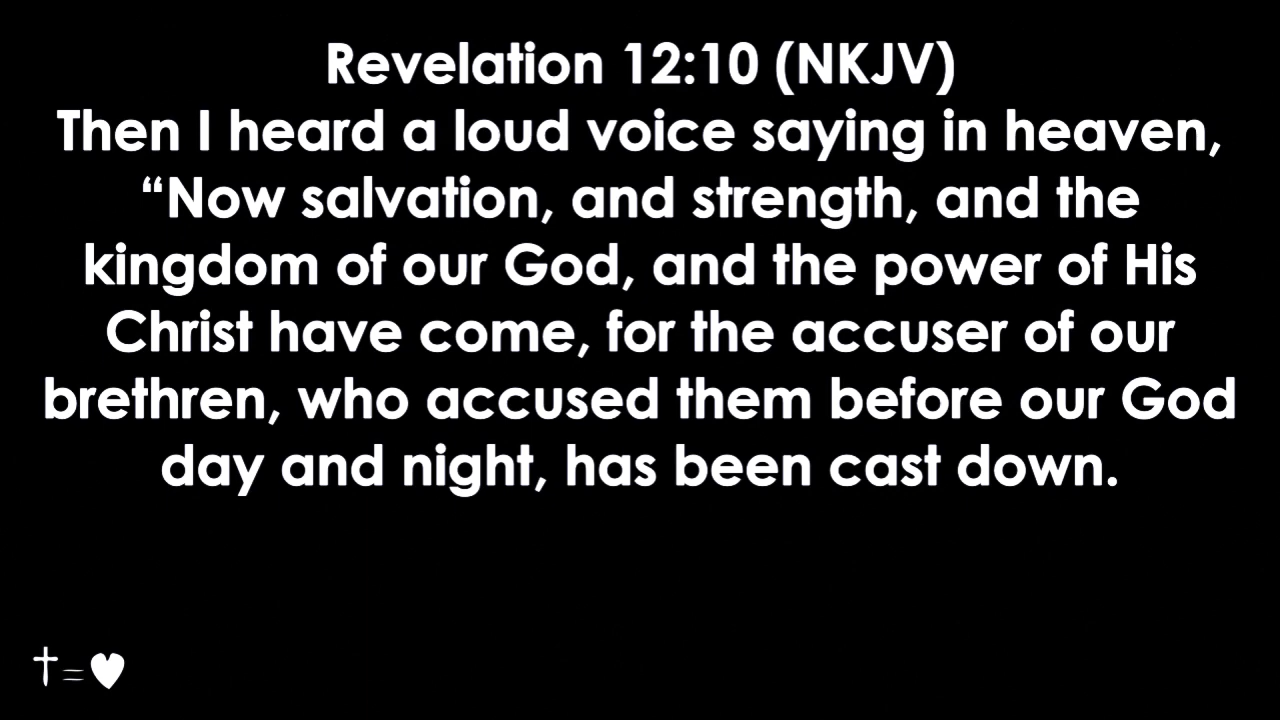 Revelation 12:10 (NKJV)
Then I heard a loud voice saying in heaven,
“Now salvation, and strength, and the
kingdom of our God, and the power of His
Christ have come, for the accuser of our
brethren, who accused them before our God
day and night, has been cast down.